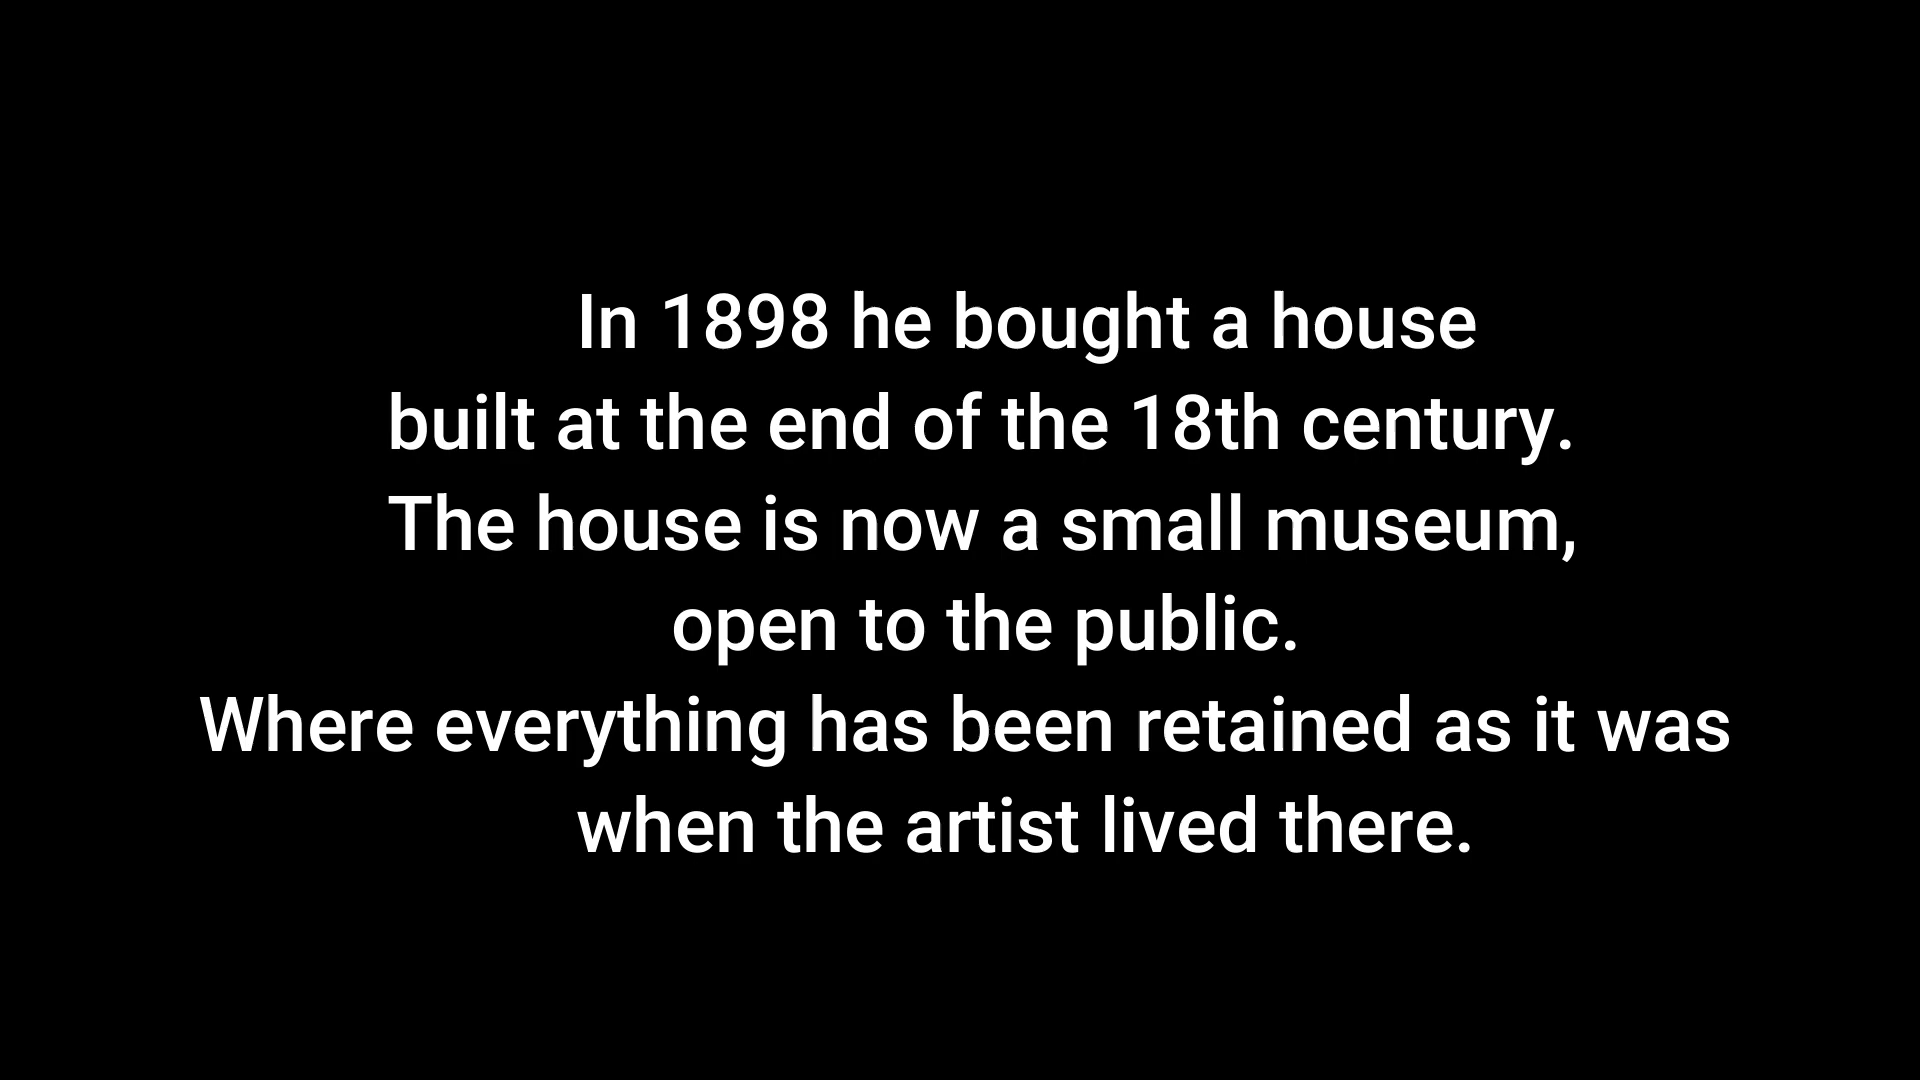 In 1898 he bought a house
built at the end of the 18th century.
The house is now a small museum,
open to the public.
Where everything has been retained as it was
when the artist lived there.